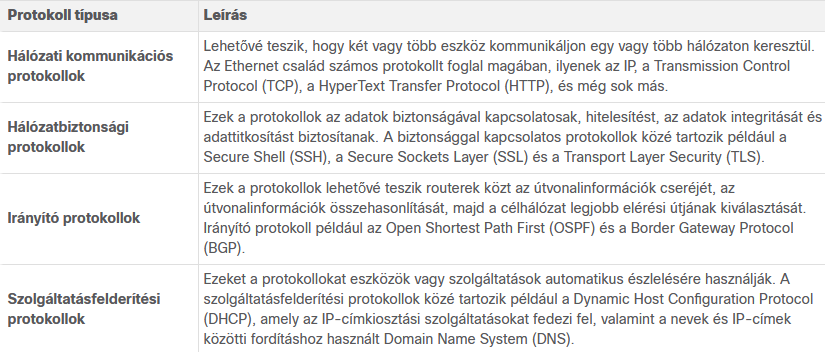 Protokoll típusa
Leírás
Hálózati kommunikációs
protokollok
Lehetővé teszik, hogy két vagy több eszköz kommunikáljon egy vagy több hálózaton keresztül.
Az Ethernet család számos protokollt foglal magában, ilyenek az IP, a Transmission Control
Protocol (TCP), a HyperText Transfer Protocol (HTTP), és még sok más.
Hálózatbiztonsági
protokollok
Ezek a protokollok az adatok biztonságával kapcsolatosak, hitelesítést, az adatok integritását és
adattitkosítást biztosítanak. A biztonsággal kapcsolatos protokollok közé tartozik például a
Secure Shell (SSH), a Secure Sockets Layer (SSL) és a Transport Layer Security (TLS).
Irányító protokollok
Ezek a protokollok lehetővé teszik routerek közt az útvonalinformációk cseréjét, az
útvonalinformációk összehasonlítását, majd a célhálózat legjobb elérési útjának kiválasztását.
Irányító protokoll például az Open Shortest Path First (OSPF) és a Border Gateway Protocol
(BGP).
Szolgáltatásfelderítési
protokollok
Ezeket a protokollokat eszközök vagy szolgáltatások automatikus észlelésére használják. A
szolgáltatásfelderítési protokollok közé tartozik például a Dynamic Host Configuration Protocol
(DHCP), amely az IP-címkiosztási szolgáltatásokat fedezi fel, valamint a nevek és IP-címek
közötti fordításhoz használt Domain Name System (DNS).